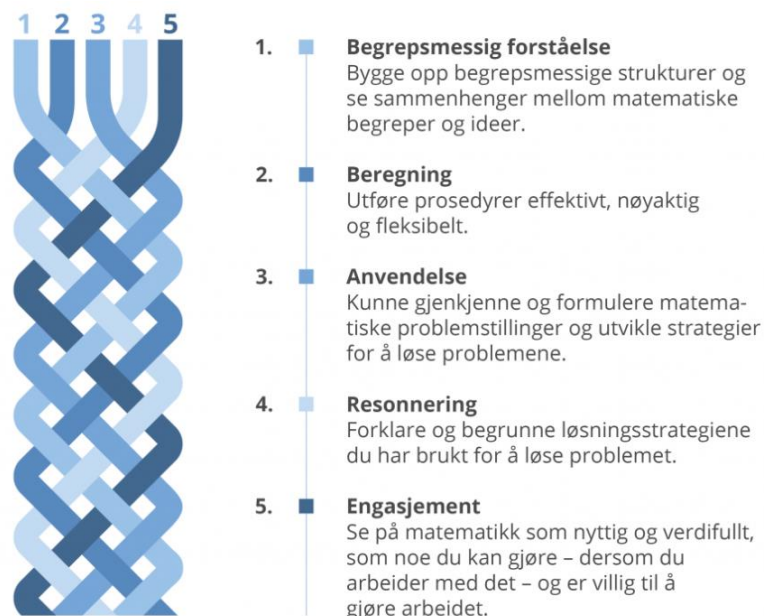 1 2 3 4 5
1. Begrepsmessig forståelse
Bygge opp begrepsmessige strukturer og
se sammenhenger mellom matematiske
begreper og ideer.
2. Beregning
Utføre prosedyrer effektivt, nøyaktig
og fleksibelt.
3. Anvendelse
Kunne gjenkjenne og formulere matema-
tiske problemstillinger og utvikle strategier
for å løse problemene.
4. Resonnering
Forklare og begrunne løsningsstrategiene
du har brukt for å løse problemet.
5. Engasjement
Se på matematikk som nyttig og verdifullt,
som noe du kan gjøre – dersom du
arbeider med det – og er villig til å
gjøre arbeidet.